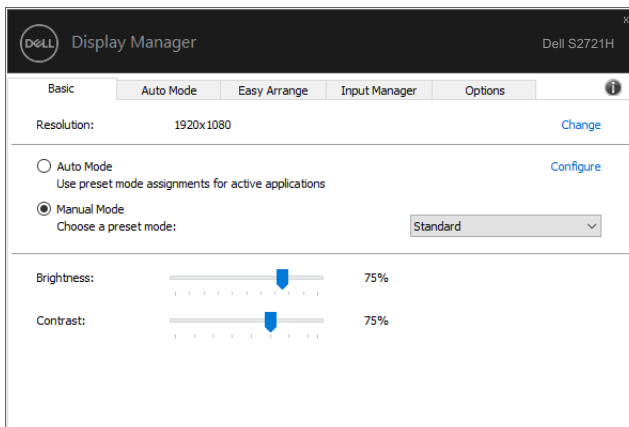 x
DELL Display Manager Dell S2721H
Basic Auto Mode Easy Arrange Input Manager Options
Resolution: 1920x1080 Change
Auto Mode Configure
Use preset mode assignments for active applications
Manual Mode
Choose a preset mode: Standard
Brightness: 75%
Contrast: 75%